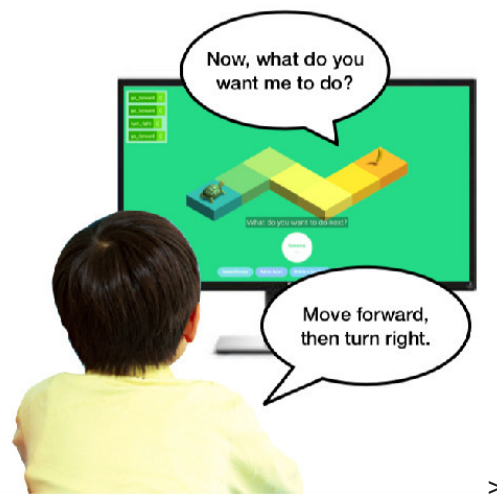 Now, what do you
want me to do?
go_forward
go_forward
turn_right
go_forward
What do you want to do next?
Move forward,
then turn right.
>